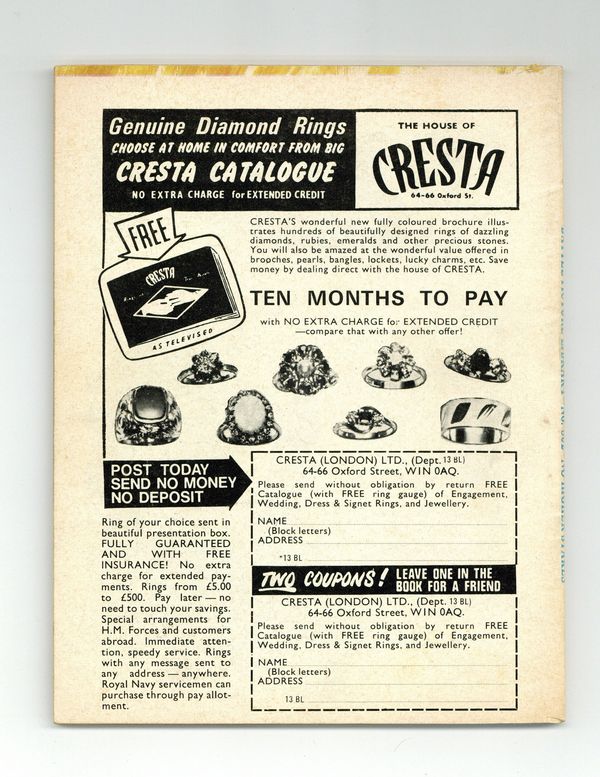 Genuine Diamond Rings
CHOOSE AT HOME IN COMFORT FROM BIG
CRESTA CATALOGUE
NO EXTRA CHARGE for EXTENDED CREDIT
THE HOUSE OF
CRESTA
64-66 Oxford St.
FREE
CRESTA
AS TELEVISED
CRESTA'S wonderful new fully coloured brochure illus-
trates hundreds of beautifully designed rings of dazzling
diamonds, rubies, emeralds and other precious stones.
You will also be amazed at the wonderful value offered in
brooches, pearls, bangles, lockets, lucky charms, etc. Save
money by dealing direct with the house of CRESTA.
TEN MONTHS TO PAY
with NO EXTRA CHARGE for EXTENDED CREDIT
—compare that with any other offer!
POST TODAY
SEND NO MONEY
NO DEPOSIT
Ring of your choice sent in
beautiful presentation box.
FULLY GUARANTEED
AND WITH FREE
INSURANCE! No extra
charge for extended pay-
ments. Rings from £5.00
to £500. Pay later — no
need to touch your savings.
Special arrangements for
H.M. Forces and customers
abroad. Immediate atten-
tion, speedy service. Rings
with any message sent to
any address — anywhere.
Royal Navy servicemen can
purchase through pay allot-
ment.
CRESTA (LONDON) LTD., (Dept. 13 BL)
64-66 Oxford Street, WIN 0AQ.
Please send without obligation by return FREE
Catalogue (with FREE ring gauge) of Engagement,
Wedding, Dress & Signet Rings, and Jewellery.
NAME
(Block letters)
ADDRESS
*13 BL
TWO COUPONS! LEAVE ONE IN THE
BOOK FOR A FRIEND
CRESTA (LONDON) LTD., (Dept. 13 BL)
64-66 Oxford Street, WIN 0AQ.
Please send without obligation by return FREE
Catalogue (with FREE ring gauge) of Engagement,
Wedding, Dress & Signet Rings, and Jewellery.
NAME
(Block letters)
ADDRESS
13 BL